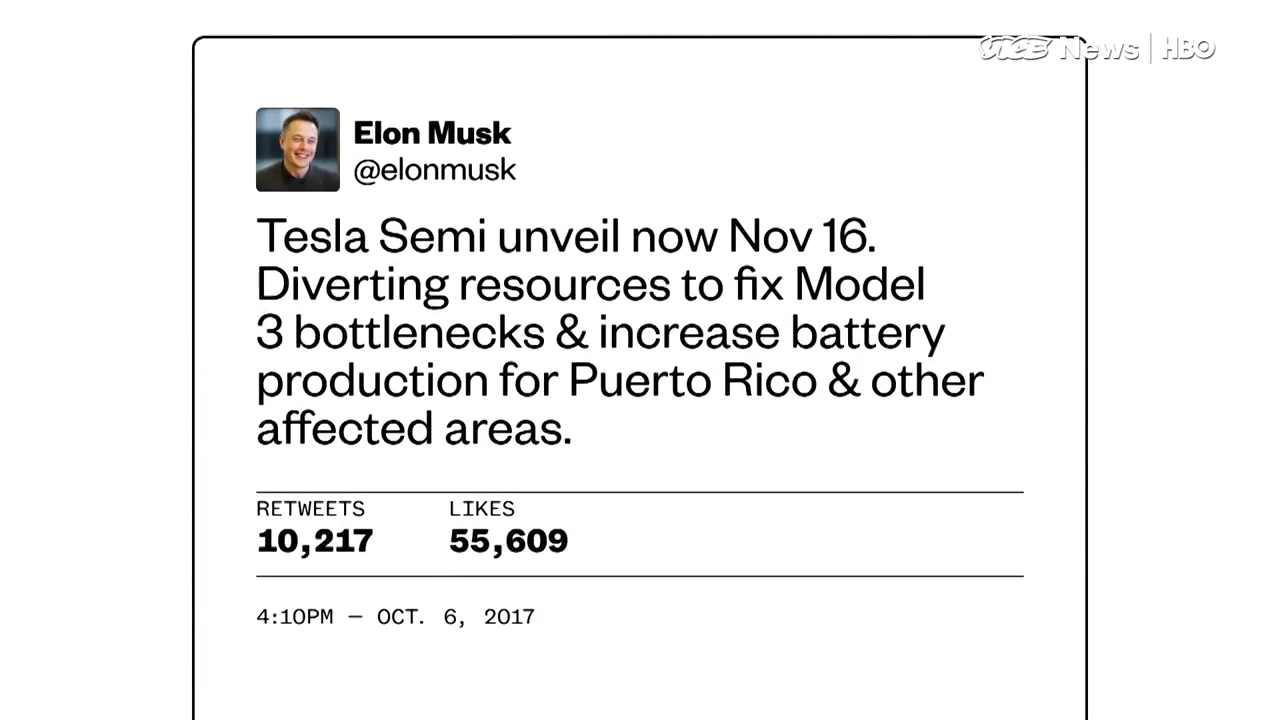 VICE News | HBO
Elon Musk
@elonmusk
Tesla Semi unveil now Nov 16.
Diverting resources to fix Model
3 bottlenecks & increase battery
production for Puerto Rico & other
affected areas.
RETWEETS LIKES
10,217 55,609
4:10PM — OCT. 6, 2017